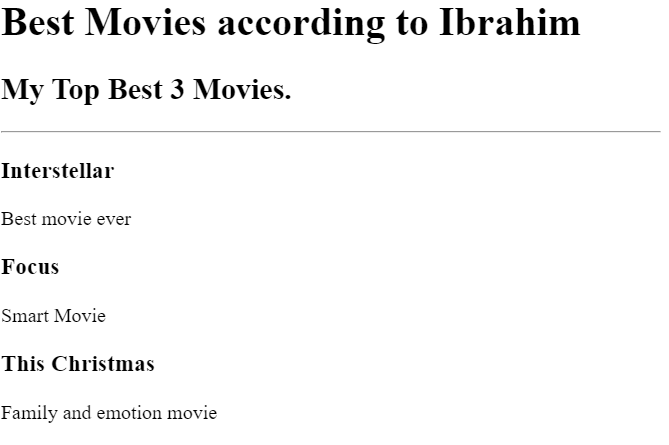 Best Movies according to Ibrahim
My Top Best 3 Movies.
Interstellar
Best movie ever
Focus
Smart Movie
This Christmas
Family and emotion movie